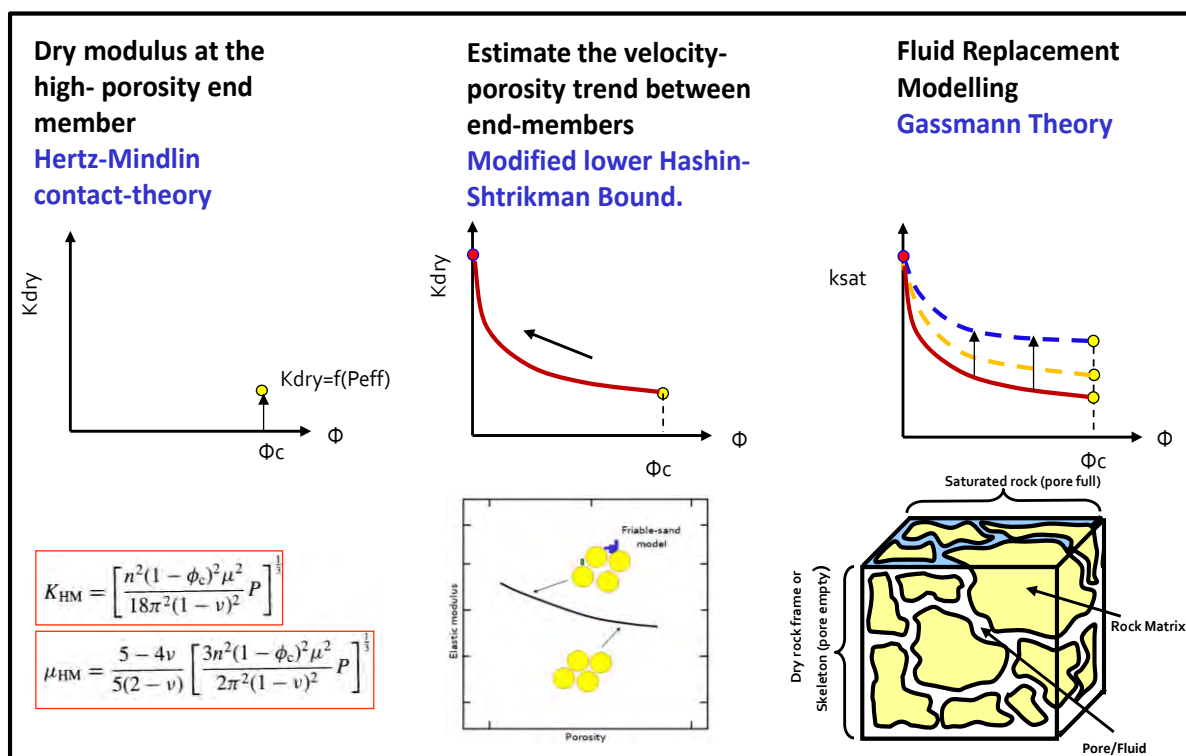 Dry modulus at the
high- porosity end
member
Hertz-Mindlin
contact-theory
Kdry
Kdry=f(Peff)
Φc
Φ
K_HM = [n²(1 − ϕ_c)²μ² / 18π²(1 − ν)² P]^{1/3}
μ_HM = 5 − 4ν / 5(2 − ν) [3n²(1 − ϕ_c)²μ² / 2π²(1 − ν)² P]^{1/3}
Estimate the velocity-
porosity trend between
end-members
Modified lower Hashin-
Shtrikman Bound.
Kdry
Φ
Φc
Friable-sand
model
Elastic modulus
Porosity
Fluid Replacement
Modelling
Gassmann Theory
ksat
Φ
Φc
Saturated rock (pore full)
Dry rock frame or
Skeleton (pore empty)
Rock Matrix
Pore/Fluid